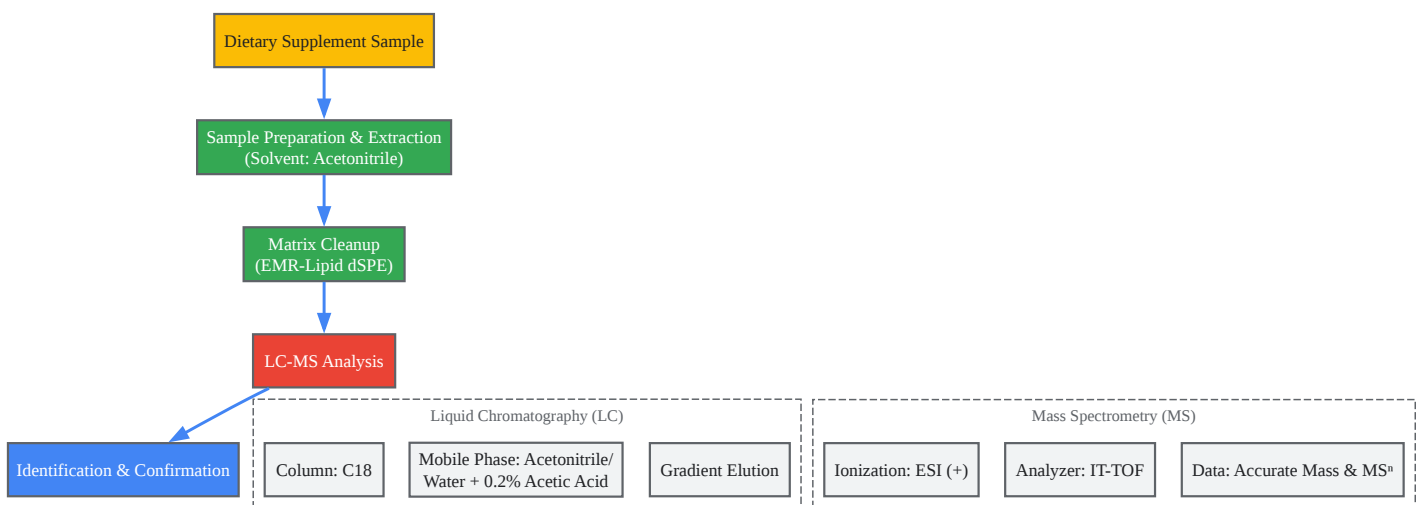 Dietary Supplement Sample
Sample Preparation & Extraction
(Solvent: Acetonitrile)
Matrix Cleanup
(EMR-Lipid dSPE)
LC-MS Analysis
Liquid Chromatography (LC)
Mass Spectrometry (MS)
Identification & Confirmation
Column: C18
Mobile Phase: Acetonitrile/
Water + 0.2% Acetic Acid
Gradient Elution
Ionization: ESI (+)
Analyzer: IT-TOF
Data: Accurate Mass & MSⁿ